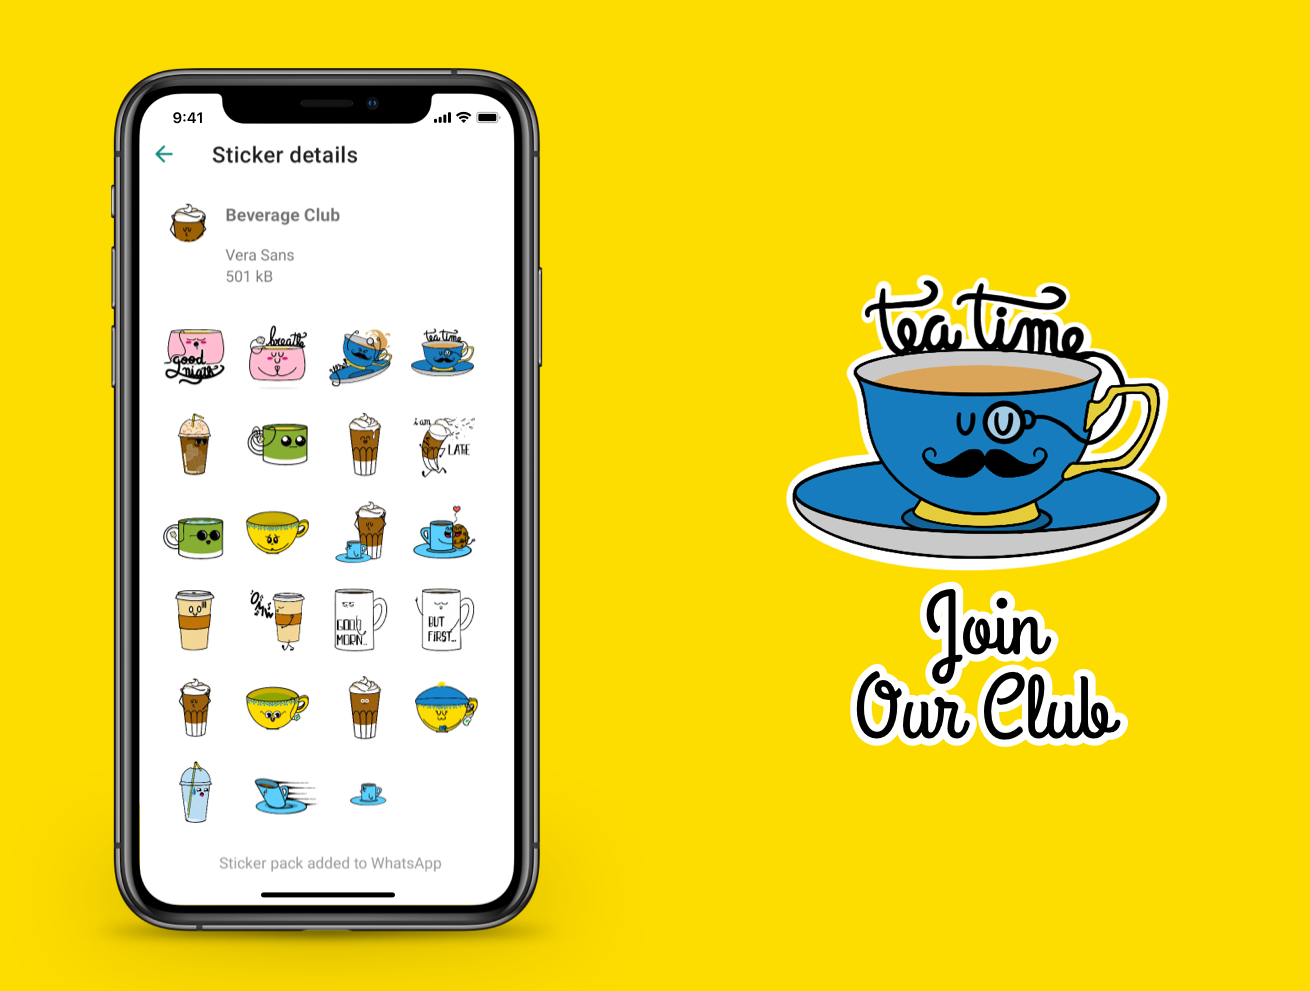 9:41
Sticker details
Beverage Club
Vera Sans
501 kB
good
night
breathe
yes!
tea time
i am
LATE
GOOD
MORN..
BUT
FIRST...
Sticker pack added to WhatsApp
tea time
Join
Our Club